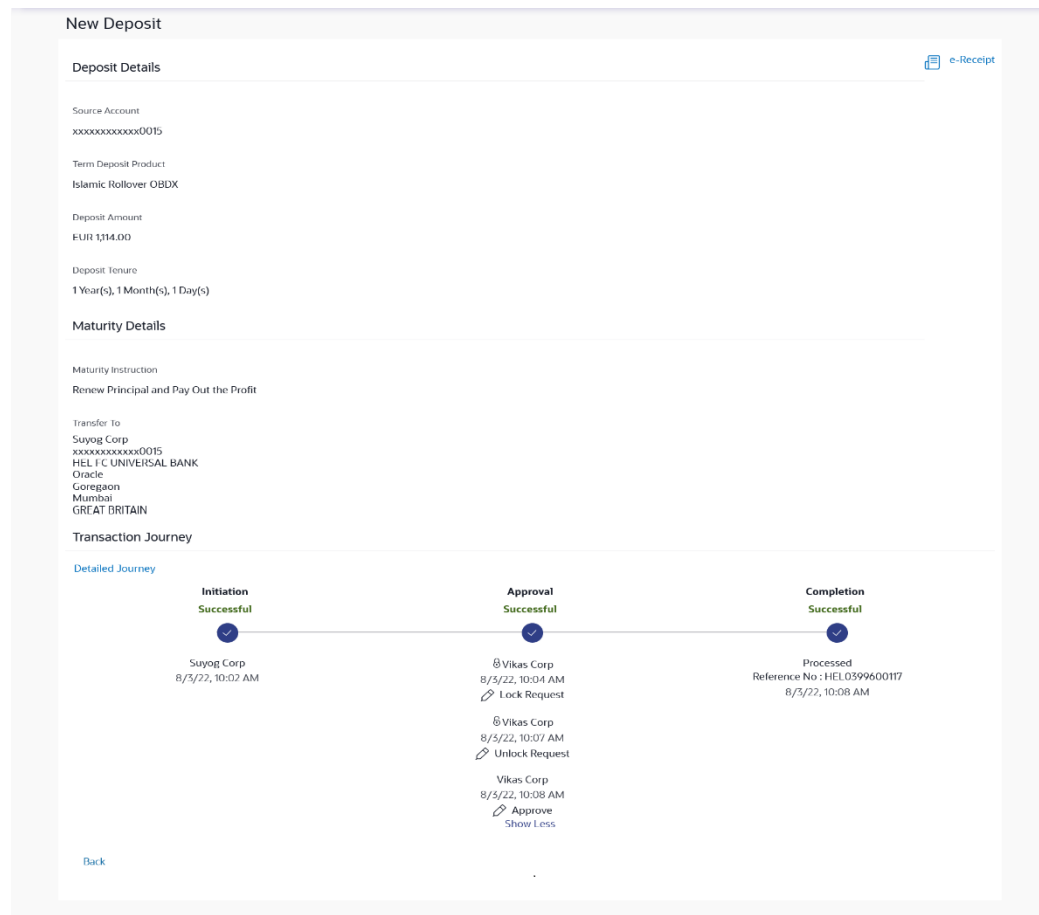 New Deposit
Deposit Details
e-Receipt
Source Account
xxxxxxxxxxxx0015
Term Deposit Product
Islamic Rollover OBDX
Deposit Amount
EUR 1,114.00
Deposit Tenure
1 Year(s), 1 Month(s), 1 Day(s)
Maturity Details
Maturity Instruction
Renew Principal and Pay Out the Profit
Transfer To
Suyog Corp
xxxxxxxxxxxx0015
HEL FC UNIVERSAL BANK
Oracle
Goregaon
Mumbai
GREAT BRITAIN
Transaction Journey
Detailed Journey
Initiation
Successful
Suyog Corp
8/3/22, 10:02 AM
Approval
Successful
Vikas Corp
8/3/22, 10:04 AM
Lock Request
Vikas Corp
8/3/22, 10:07 AM
Unlock Request
Vikas Corp
8/3/22, 10:08 AM
Approve
Show Less
Completion
Successful
Processed
Reference No : HEL0399600117
8/3/22, 10:08 AM
Back
.